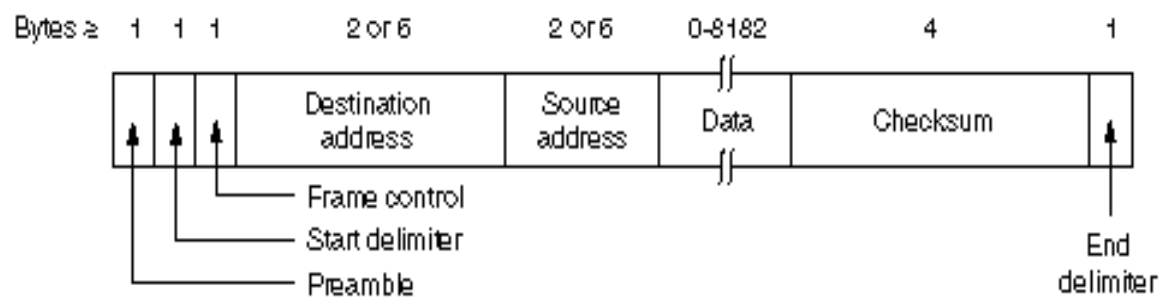 Bytes ≥ 1 1 1 2 or 6 2 or 6 0-8182 4 1
Destination address
Source address
Data
Checksum
Frame control
Start delimiter
Preamble
End delimiter